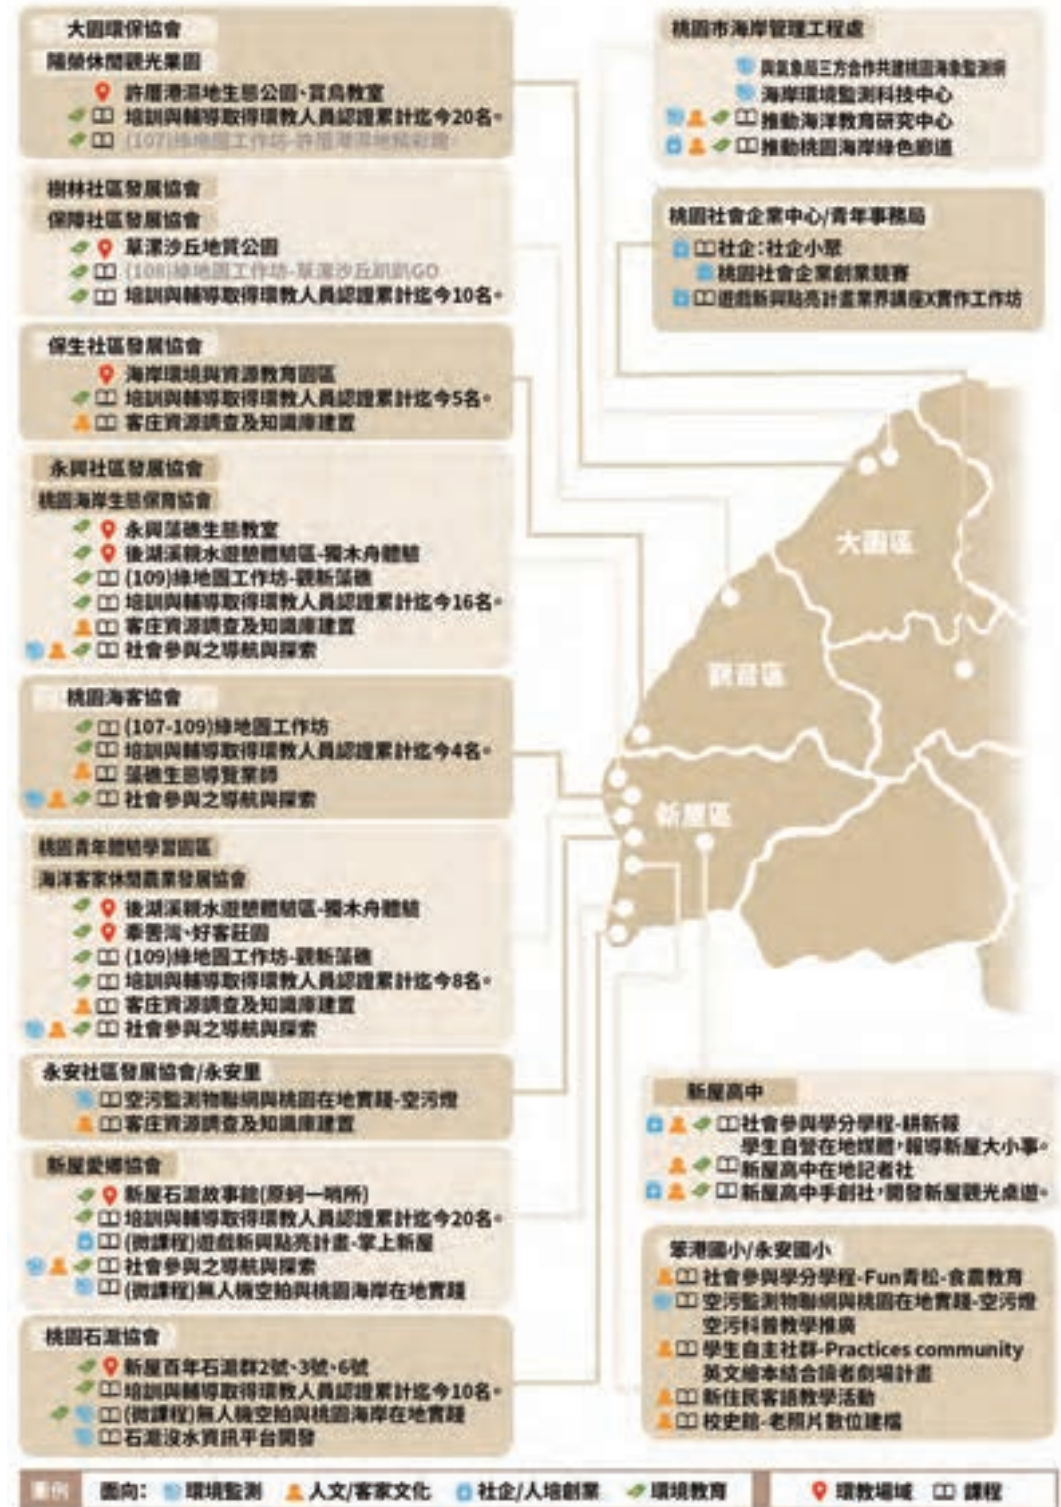 大園環保協會
陽榮休閒觀光果園
許厝港濕地生態公園、賞鳥教室
培訓與輔導取得環教人員認證累計迄今20名。
(107)綠地圖工作坊-許厝港濕地
樹林社區發展協會
保障社區發展協會
草漯沙丘地質公園
(108)綠地圖工作坊-草漯沙丘趴趴GO
培訓與輔導取得環教人員認證累計迄今10名。
保生社區發展協會
海岸環境與資源教育園區
培訓與輔導取得環教人員認證累計迄今5名。
客庄資源調查及知識庫建置
永興社區發展協會
桃園海岸生態保育協會
永興藻礁生態教室
後湖溪親水遊憩體驗區-獨木舟體驗
(109)綠地圖工作坊-觀新藻礁
培訓與輔導取得環教人員認證累計迄今16名。
客庄資源調查及知識庫建置
社會參與之導航與探索
桃園海客協會
(107-109)綠地圖工作坊
培訓與輔導取得環教人員認證累計迄今4名。
藻礁生態導覽業師
社會參與之導航與探索
桃園青年體驗學習園區
海洋客家休閒農業發展協會
後湖溪親水遊憩體驗區-獨木舟體驗
牽罟灣、好客莊園
(109)綠地圖工作坊-觀新藻礁
培訓與輔導取得環教人員認證累計迄今8名。
客庄資源調查及知識庫建置
社會參與之導航與探索
永安社區發展協會/永安里
空污監測物聯網與桃園在地實踐-空污燈
客庄資源調查及知識庫建置
新屋愛鄉協會
新屋石滬故事館(原蚵一哨所)
培訓與輔導取得環教人員認證累計迄今20名。
(微課程)遊戲新興點亮計畫-掌上新屋
社會參與之導航與探索
(微課程)無人機空拍與桃園海岸在地實踐
桃園石滬協會
新屋百年石滬群2號、3號、6號
培訓與輔導取得環教人員認證累計迄今10名。
(微課程)無人機空拍與桃園海岸在地實踐
石滬沒水資訊平台開發
桃園市海岸管理工程處
與氣象局三方合作共建桃園海象監測網
海岸環境監測科技中心
推動海洋教育研究中心
推動桃園海岸綠色廊道
桃園社會企業中心/青年事務局
社企:社企小聚
桃園社會企業創業競賽
遊戲新興點亮計畫業界講座X實作工作坊
大園區
觀音區
新屋區
新屋高中
社會參與學分學程-耕新報
學生自營在地媒體,報導新屋大小事。
新屋高中在地記者社
新屋高中手創社,開發新屋觀光桌遊。
笨港國小/永安國小
社會參與學分學程-Fun青松-食農教育
空污監測物聯網與桃園在地實踐-空污燈
空污科普教學推廣
學生自主社群-Practices community
英文繪本結合讀者劇場計畫
新住民客語教學活動
校史館-老照片數位建檔
圖例 面向: 環境監測 人文/客家文化 社企/人培創業 環境教育 環教場域 課程